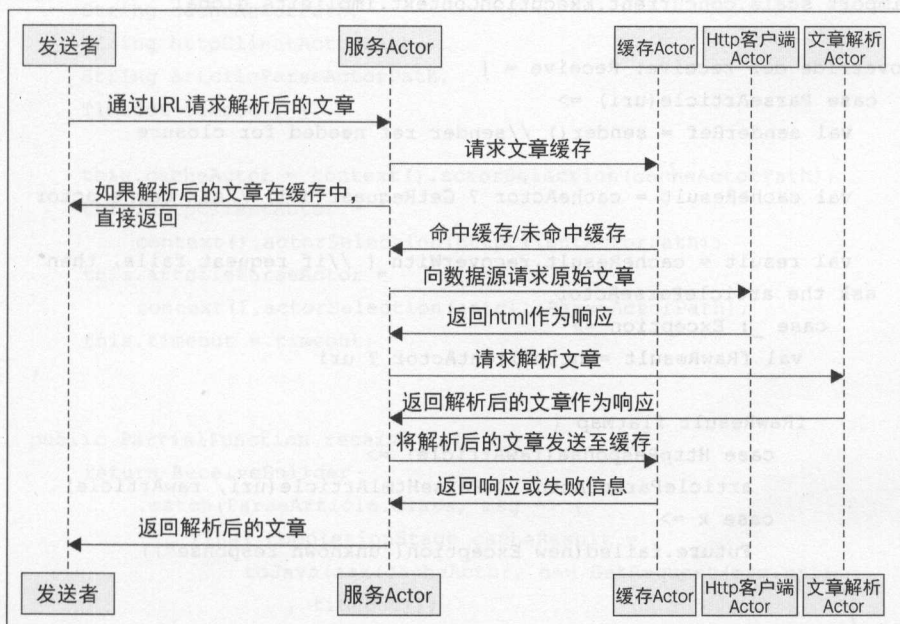 发送者
服务Actor
缓存Actor
Http客户端
Actor
文章解析
Actor
通过URL请求解析后的文章
请求文章缓存
如果解析后的文章在缓存中
直接返回
命中缓存/未命中缓存
向数据源请求原始文章
返回html作为响应
请求解析文章
返回解析后的文章作为响应
将解析后的文章发送至缓存
返回响应或失败信息
返回解析后的文章
发送者
服务Actor
缓存Actor
Http客户端
Actor
文章解析
Actor